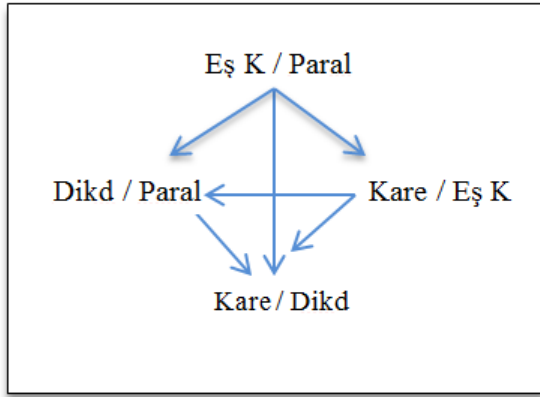 Eş K / Paral
Dikd / Paral
Kare / Eş K
Kare / Dikd